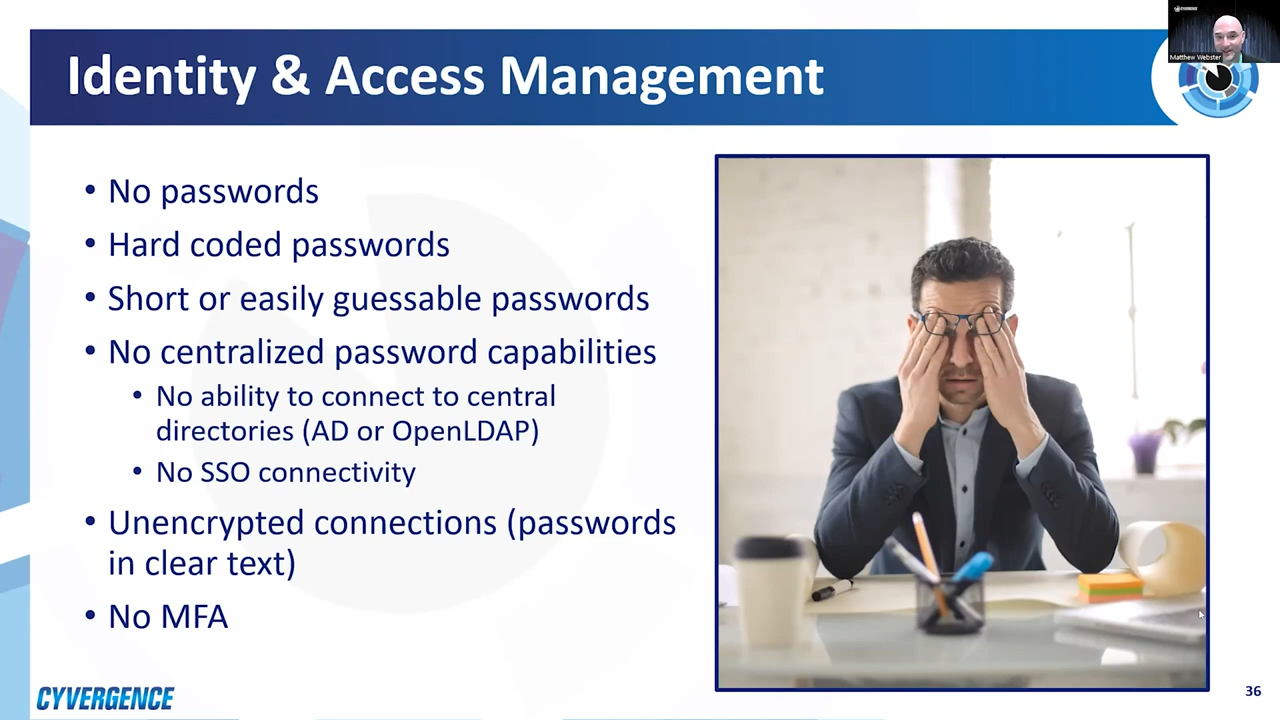 CYVERGENCE
Matthew Webster
Identity & Access Management
• No passwords
• Hard coded passwords
• Short or easily guessable passwords
• No centralized password capabilities
• No ability to connect to central
directories (AD or OpenLDAP)
• No SSO connectivity
• Unencrypted connections (passwords
in clear text)
• No MFA
CYVERGENCE
36